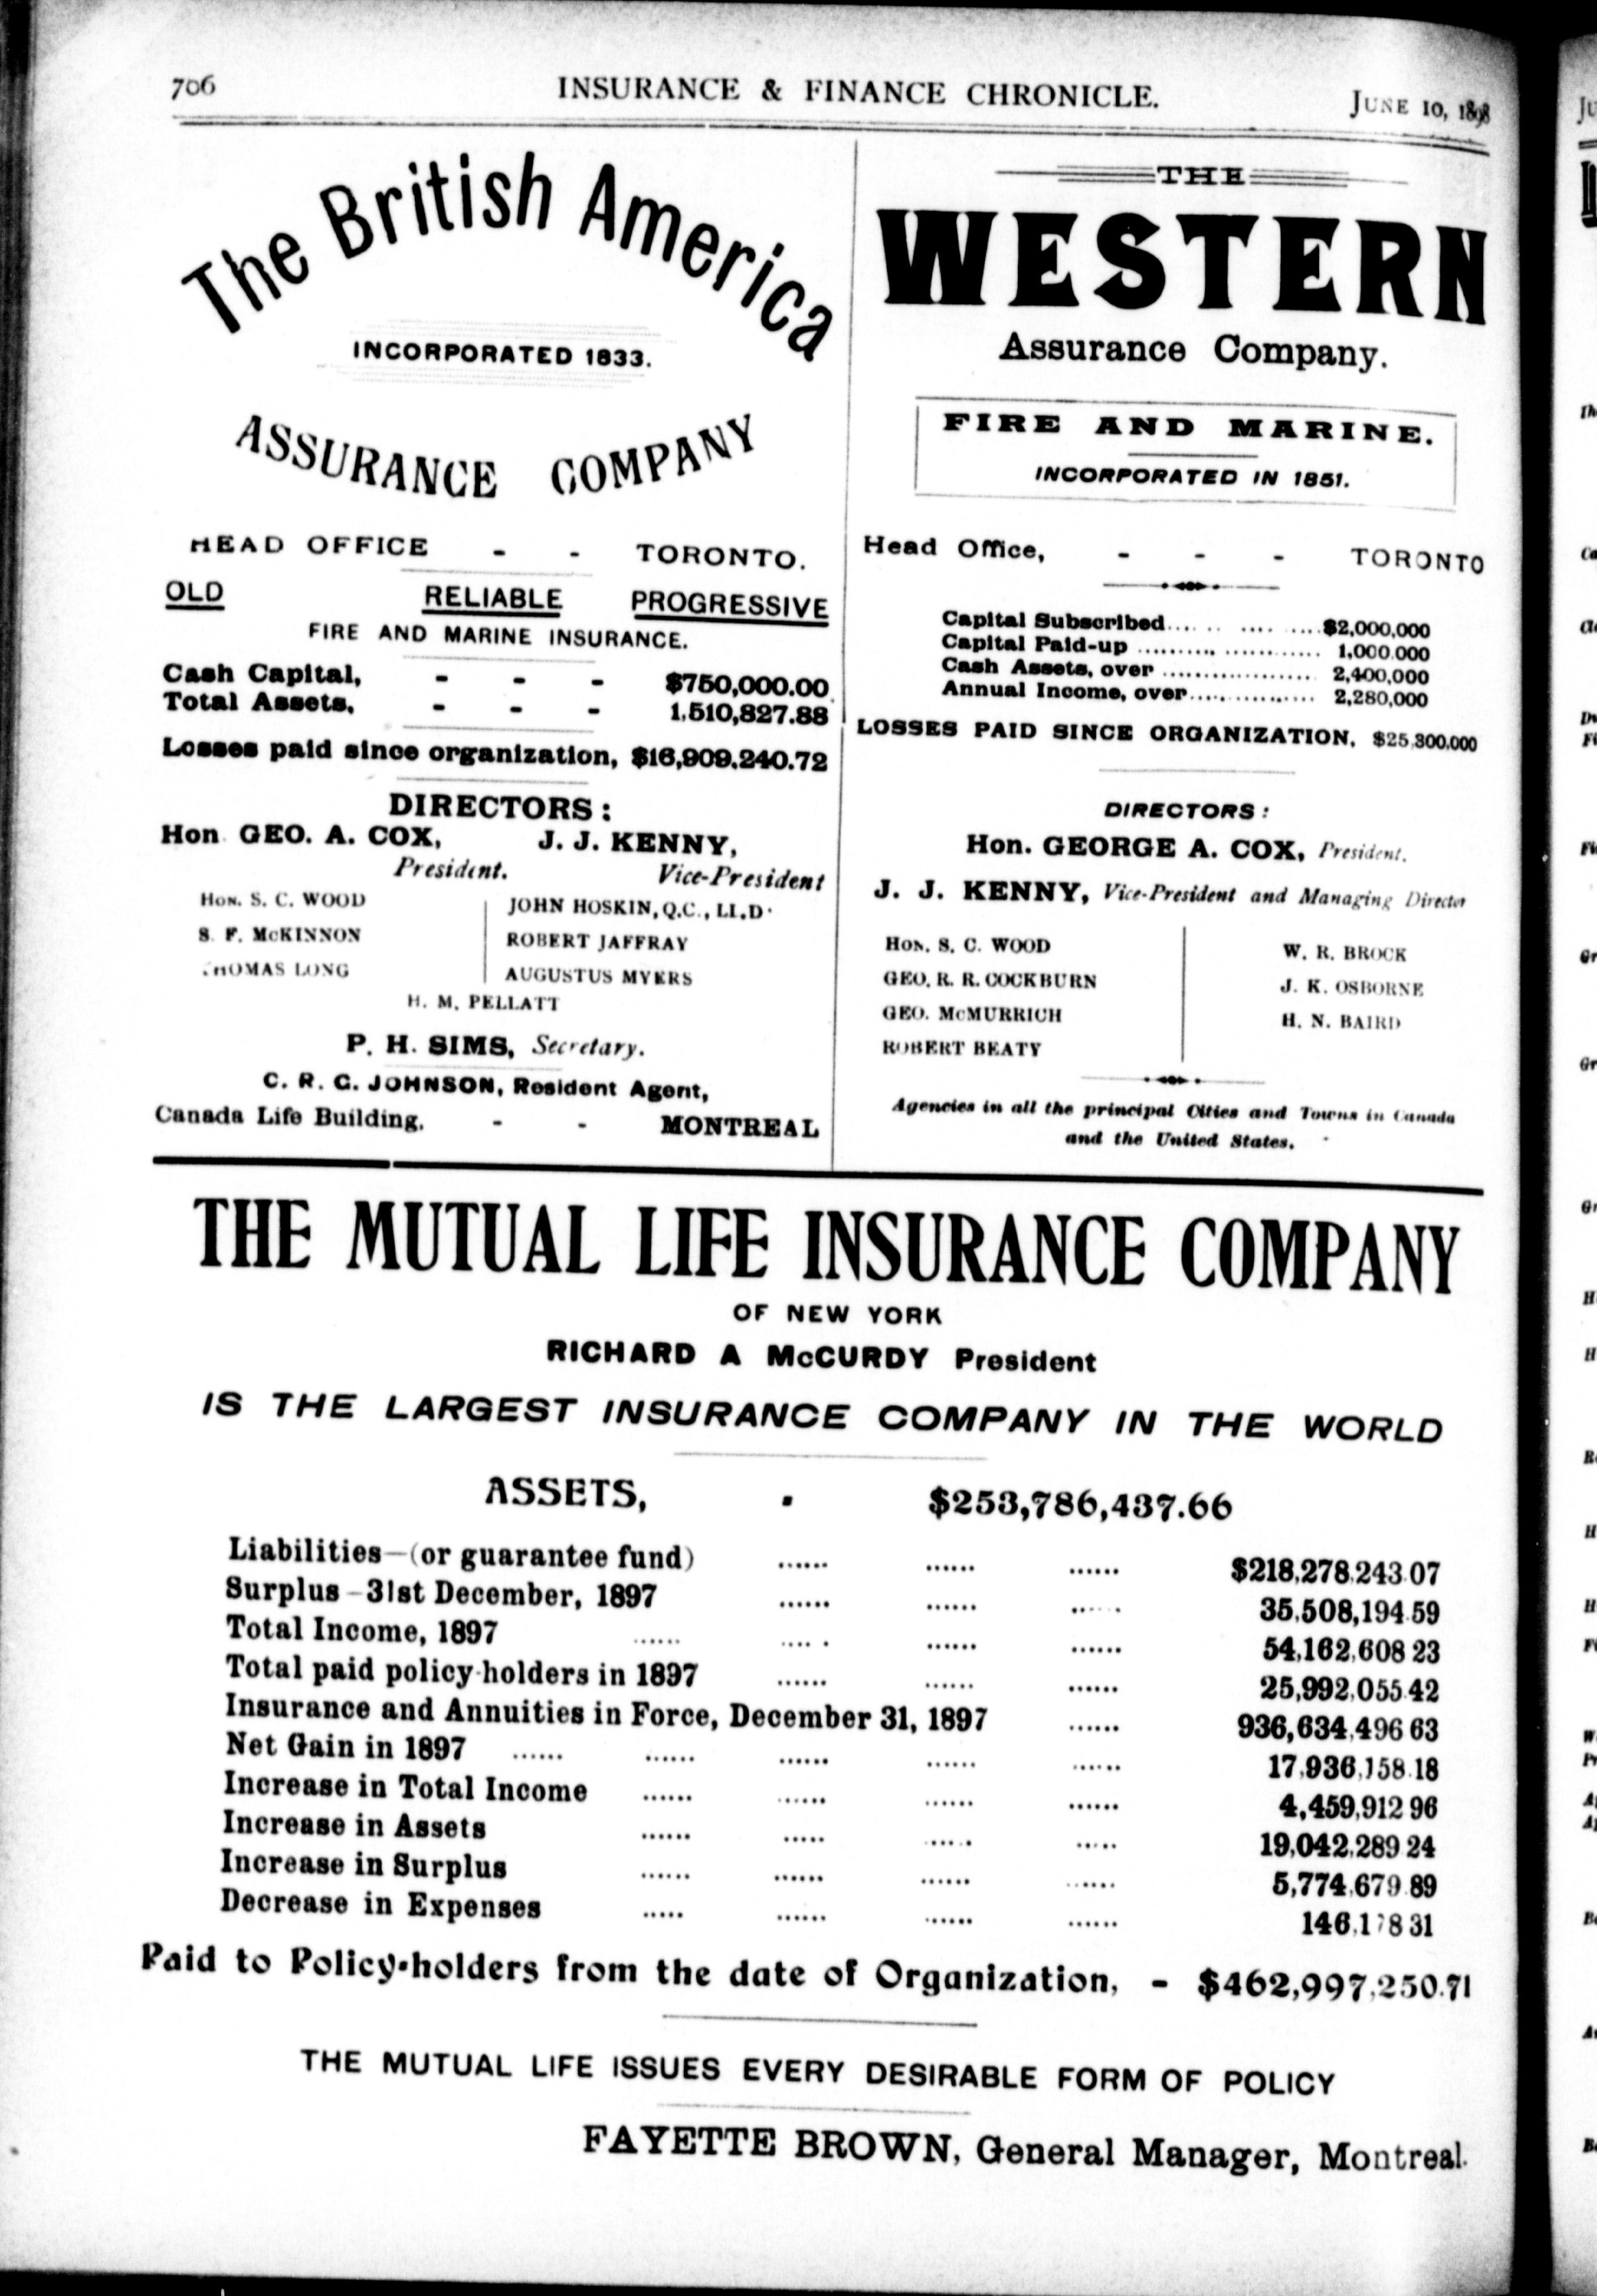 706
INSURANCE & FINANCE CHRONICLE.
JUNE 10, 1898
The British America
INCORPORATED 1833.
ASSURANCE COMPANY
HEAD OFFICE - - TORONTO.
OLD RELIABLE PROGRESSIVE
FIRE AND MARINE INSURANCE.
Cash Capital, - - - $750,000.00
Total Assets, - - - 1,510,827.88
Losses paid since organization, $16,909,240.72
DIRECTORS:
Hon GEO. A. COX, J. J. KENNY,
President. Vice-President
HON. S. C. WOOD JOHN HOSKIN, Q.C., LL.D.
S. F. McKINNON ROBERT JAFFRAY
THOMAS LONG AUGUSTUS MYERS
H. M. PELLATT
P. H. SIMS, Secretary.
C. R. G. JOHNSON, Resident Agent,
Canada Life Building, - - MONTREAL
THE
WESTERN
Assurance Company.
FIRE AND MARINE.
INCORPORATED IN 1851.
Head Office, - - - TORONTO
Capital Subscribed.................$2,000,000
Capital Paid-up ..................... 1,000,000
Cash Assets, over .................. 2,400,000
Annual Income, over............... 2,280,000
LOSSES PAID SINCE ORGANIZATION, $25,300,000
DIRECTORS:
Hon. GEORGE A. COX, President.
J. J. KENNY, Vice-President and Managing Director
HON. S. C. WOOD W. R. BROCK
GEO. R. R. COCKBURN J. K. OSBORNE
GEO. McMURRICH H. N. BAIRD
ROBERT BEATY
Agencies in all the principal Cities and Towns in Canada
and the United States.
THE MUTUAL LIFE INSURANCE COMPANY
OF NEW YORK
RICHARD A McCURDY President
IS THE LARGEST INSURANCE COMPANY IN THE WORLD
ASSETS, - $253,786,437.66
Liabilities—(or guarantee fund) ...... ...... ...... $218,278,243.07
Surplus—31st December, 1897 ...... ...... ...... 35,508,194.59
Total Income, 1897 ...... ...... ...... ...... 54,162,608 23
Total paid policy-holders in 1897 ...... ...... ...... 25,992,055.42
Insurance and Annuities in Force, December 31, 1897 ...... 936,634,496 63
Net Gain in 1897 ...... ...... ...... ...... ...... 17,936,158.18
Increase in Total Income ...... ...... ...... ...... 4,459,912 96
Increase in Assets ...... ..... ..... ..... 19,042,289 24
Increase in Surplus ...... ...... ...... ...... 5,774,679.89
Decrease in Expenses ..... ...... ...... ...... 146,178 31
Paid to Policy-holders from the date of Organization, - $462,997,250.71
THE MUTUAL LIFE ISSUES EVERY DESIRABLE FORM OF POLICY
FAYETTE BROWN, General Manager, Montreal.